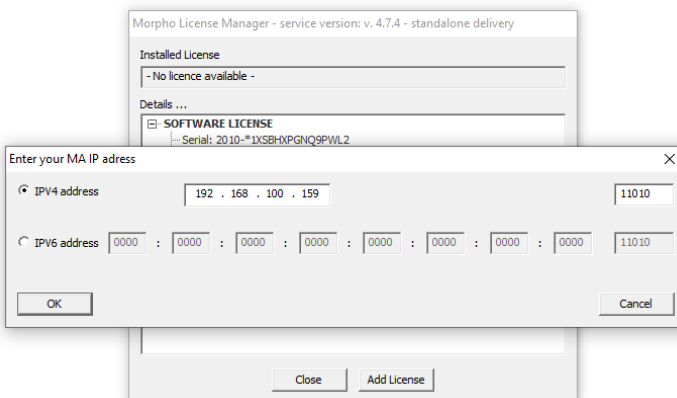 Morpho License Manager - service version: v. 4.7.4 - standalone delivery
Installed License
- No licence available -
Details ...
SOFTWARE LICENSE
Serial: 2010-*1XSBHXPGNQ9PWL2
Enter your MA IP adress
IPV4 address 192 . 168 . 100 . 159 11010
IPV6 address 0000 : 0000 : 0000 : 0000 : 0000 : 0000 : 0000 : 0000 11010
OK Cancel
Close Add License